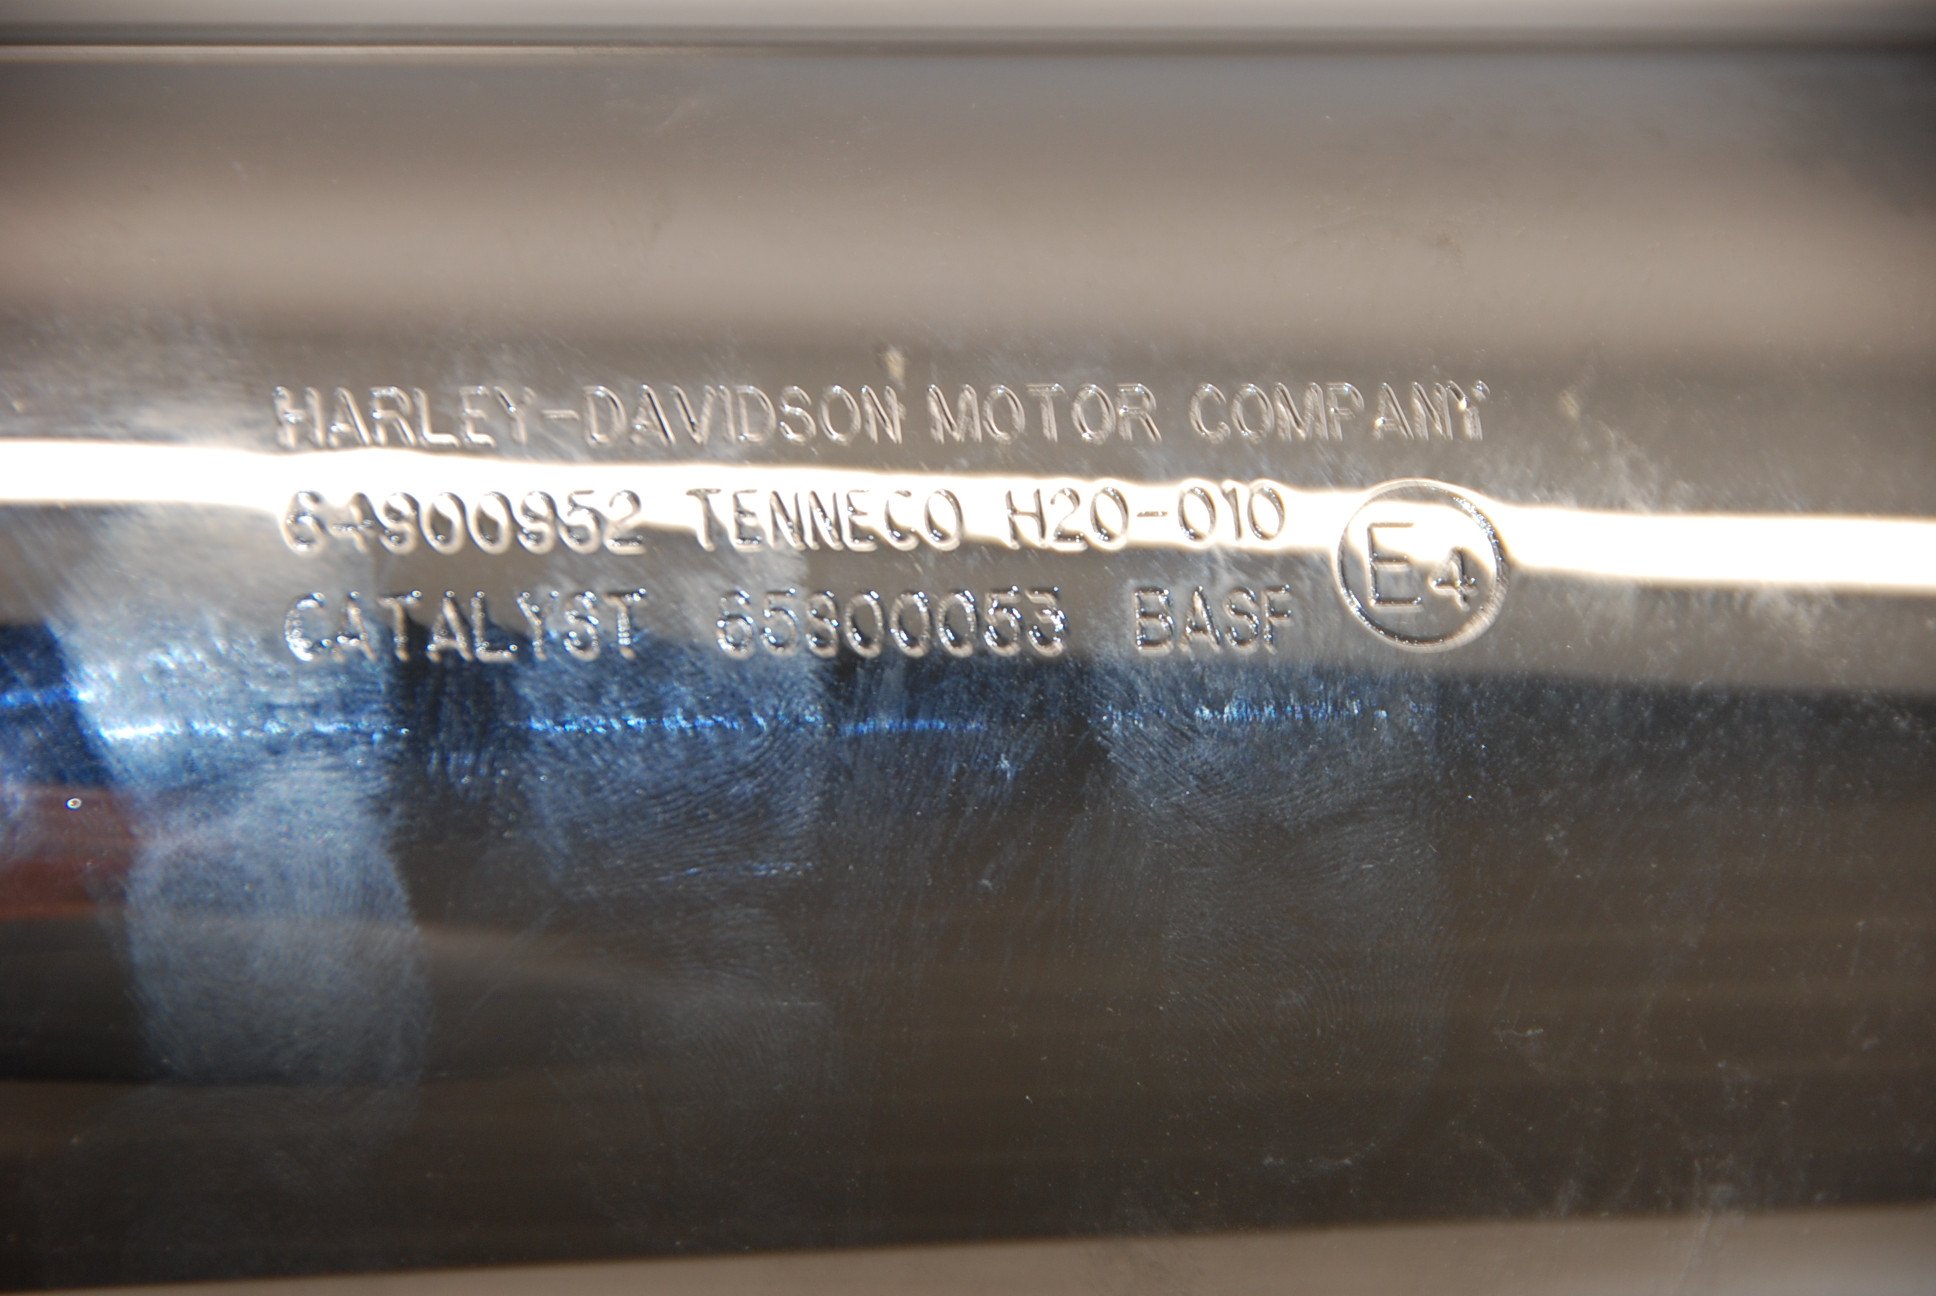 HARLEY-DAVIDSON MOTOR COMPANY
64900952 TENNECO H20-010
E4
CATALYST 65900053 BASF